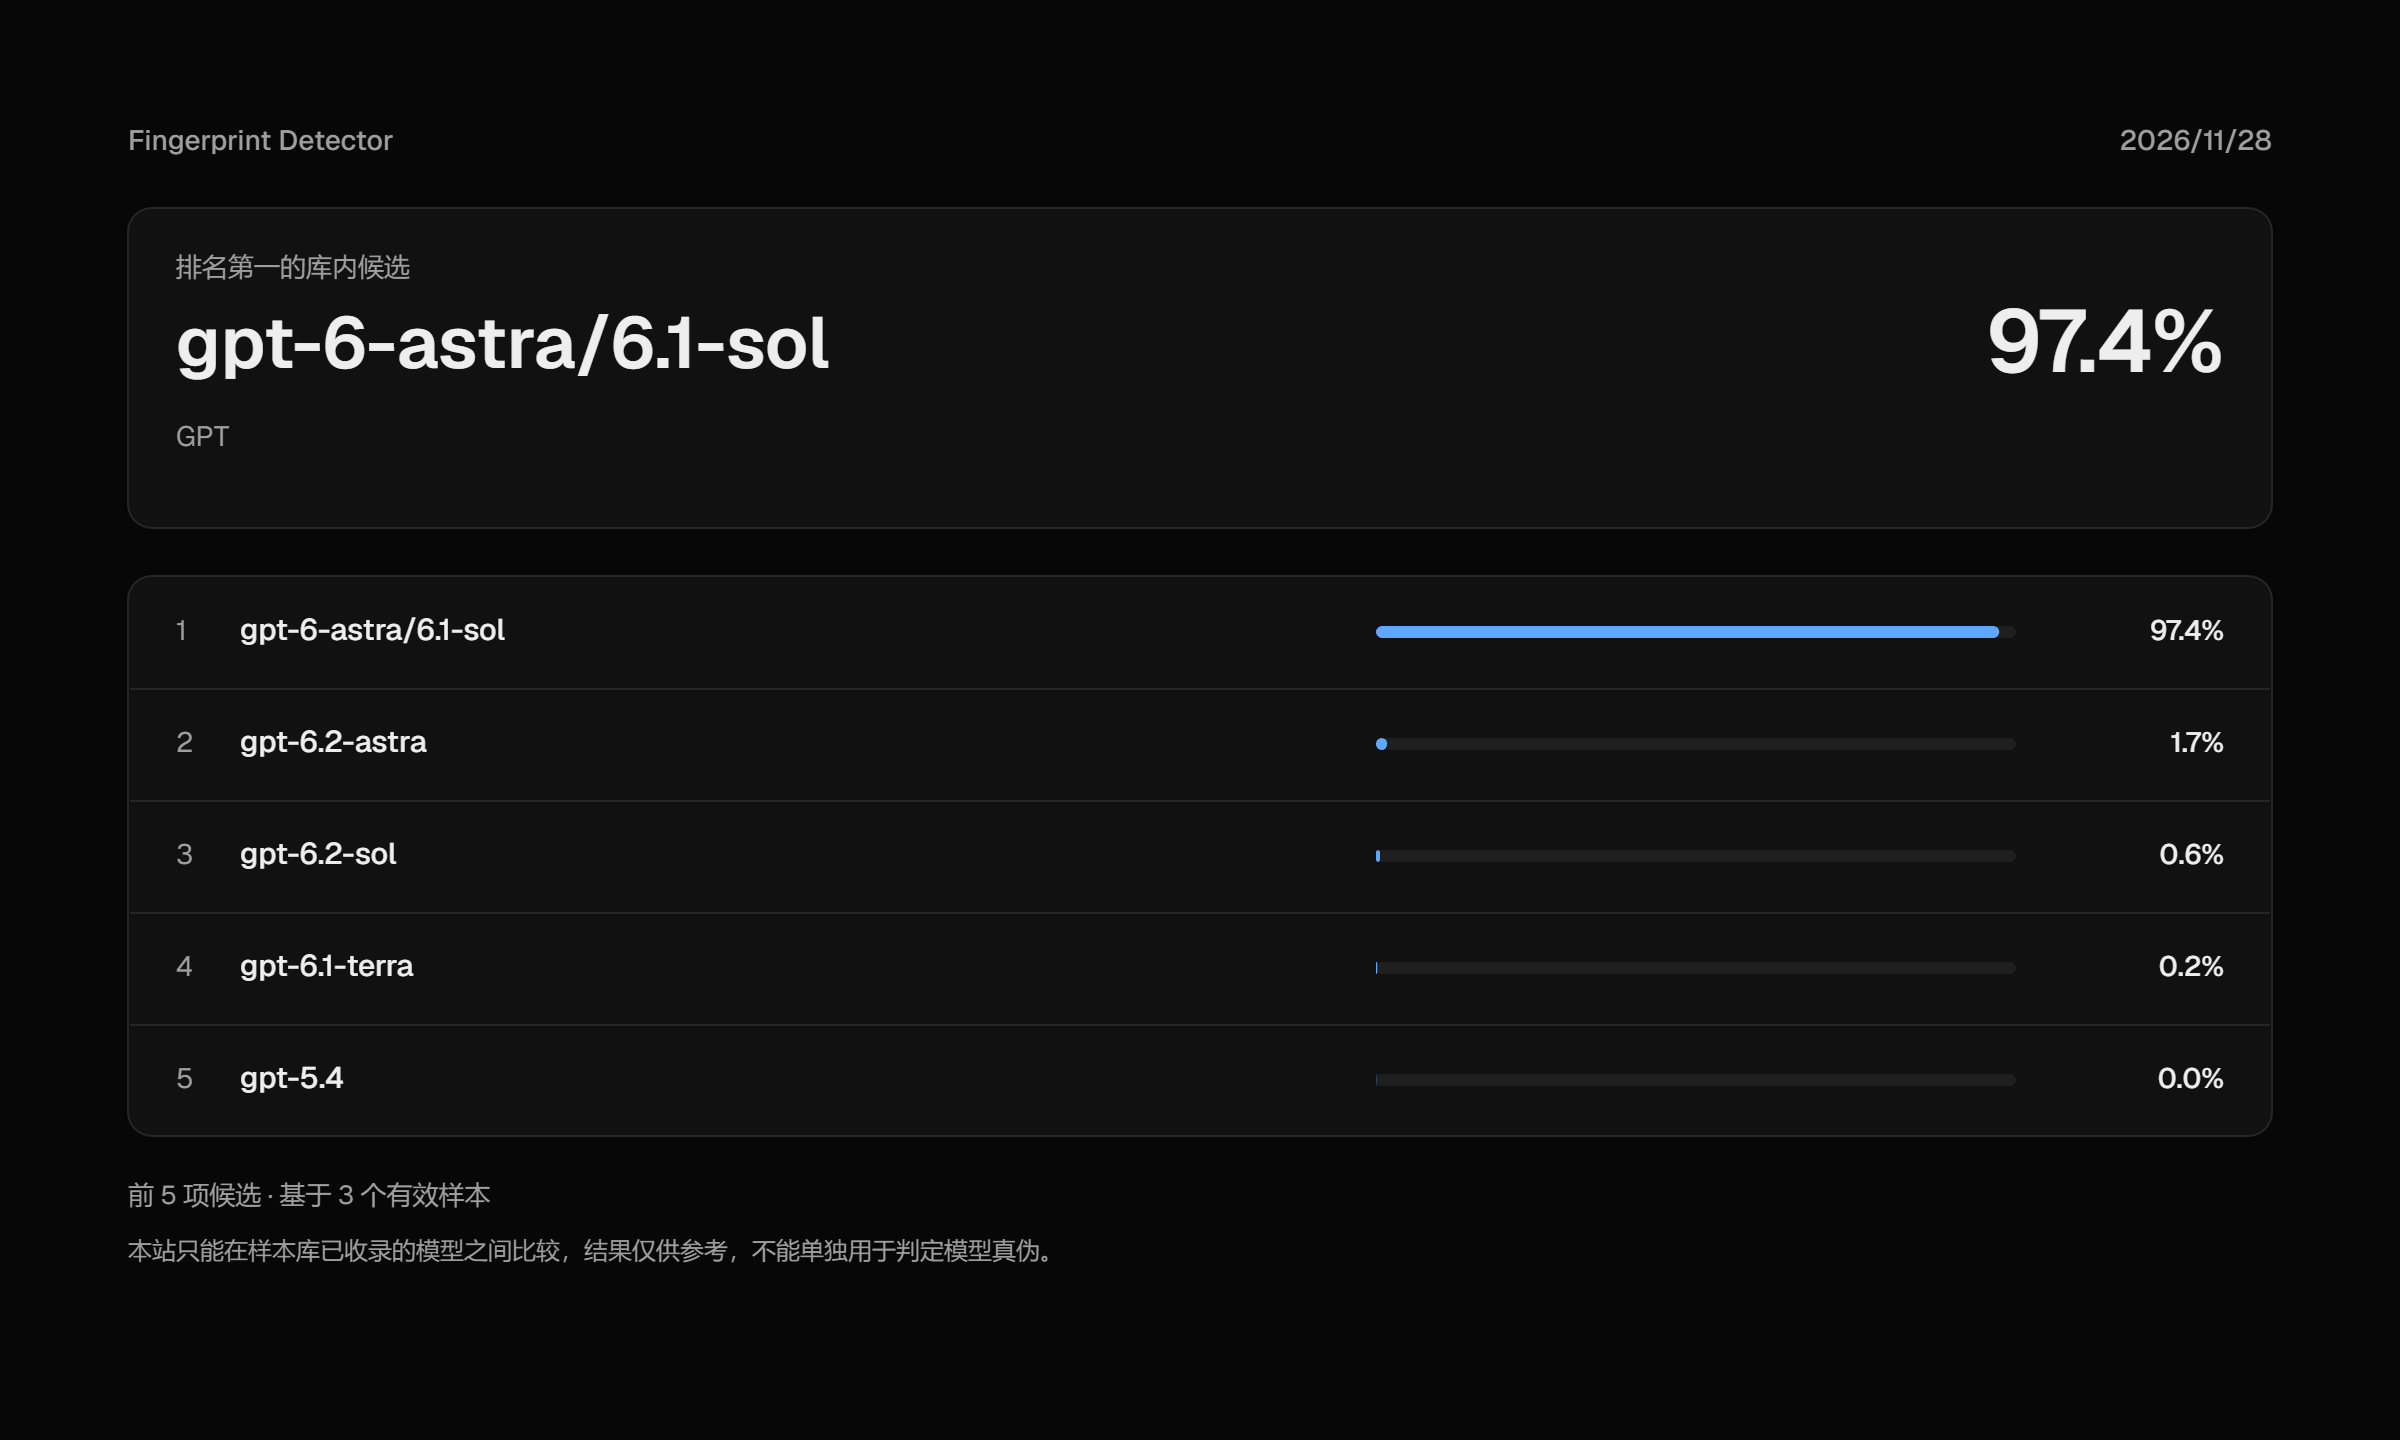 Fingerprint Detector
2026/11/28
排名第一的库内候选
gpt-6-astra/6.1-sol
97.4%
GPT
1 gpt-6-astra/6.1-sol 97.4%
2 gpt-6.2-astra 1.7%
3 gpt-6.2-sol 0.6%
4 gpt-6.1-terra 0.2%
5 gpt-5.4 0.0%
前 5 项候选 · 基于 3 个有效样本
本站只能在样本库已收录的模型之间比较，结果仅供参考，不能单独用于判定模型真伪。